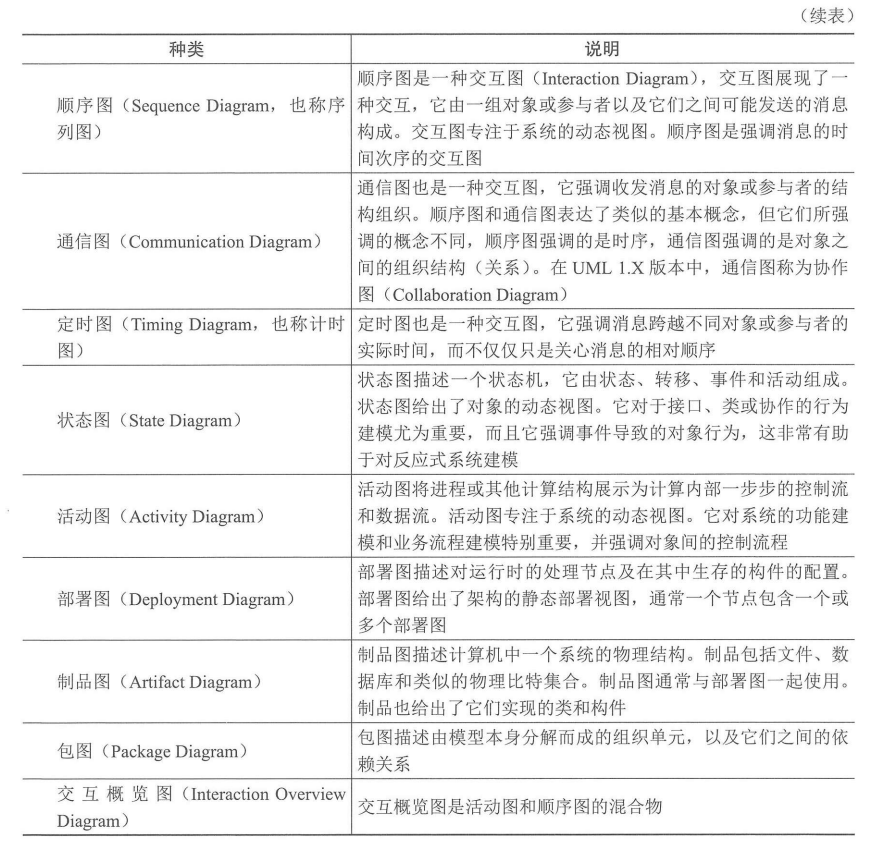 （续表）
种类
说明
顺序图（Sequence Diagram，也称序
列图）
顺序图是一种交互图（Interaction Diagram），交互图展现了一
种交互，它由一组对象或参与者以及它们之间可能发送的消息
构成。交互图专注于系统的动态视图。顺序图是强调消息的时
间次序的交互图
通信图（Communication Diagram）
通信图也是一种交互图，它强调收发消息的对象或参与者的结
构组织。顺序图和通信图表达了类似的基本概念，但它们所强
调的概念不同，顺序图强调的是时序，通信图强调的是对象之
间的组织结构（关系）。在 UML 1.X 版本中，通信图称为协作
图（Collaboration Diagram）
定时图（Timing Diagram，也称计时
图）
定时图也是一种交互图，它强调消息跨越不同对象或参与者的
实际时间，而不仅仅只是关心消息的相对顺序
状态图（State Diagram）
状态图描述一个状态机，它由状态、转移、事件和活动组成。
状态图给出了对象的动态视图。它对于接口、类或协作的行为
建模尤为重要，而且它强调事件导致的对象行为，这非常有助
于对反应式系统建模
活动图（Activity Diagram）
活动图将进程或其他计算结构展示为计算内部一步步的控制流
和数据流。活动图专注于系统的动态视图。它对系统的功能建
模和业务流程建模特别重要，并强调对象间的控制流程
部署图（Deployment Diagram）
部署图描述对运行时的处理节点及在其中生存的构件的配置。
部署图给出了架构的静态部署视图，通常一个节点包含一个或
多个部署图
制品图（Artifact Diagram）
制品图描述计算机中一个系统的物理结构。制品包括文件、数
据库和类似的物理比特集合。制品图通常与部署图一起使用。
制品也给出了它们实现的类和构件
包图（Package Diagram）
包图描述由模型本身分解而成的组织单元，以及它们之间的依
赖关系
交互概览图（Interaction Overview
Diagram）
交互概览图是活动图和顺序图的混合物